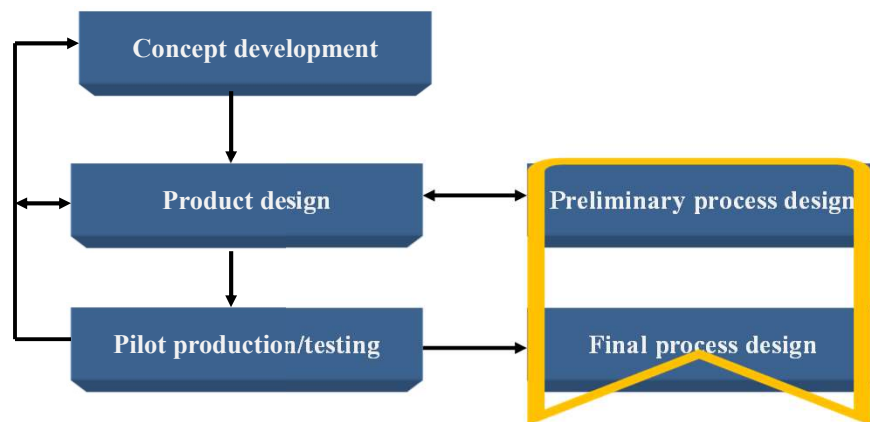 Concept development
Product design
Preliminary process design
Pilot production/testing
Final process design